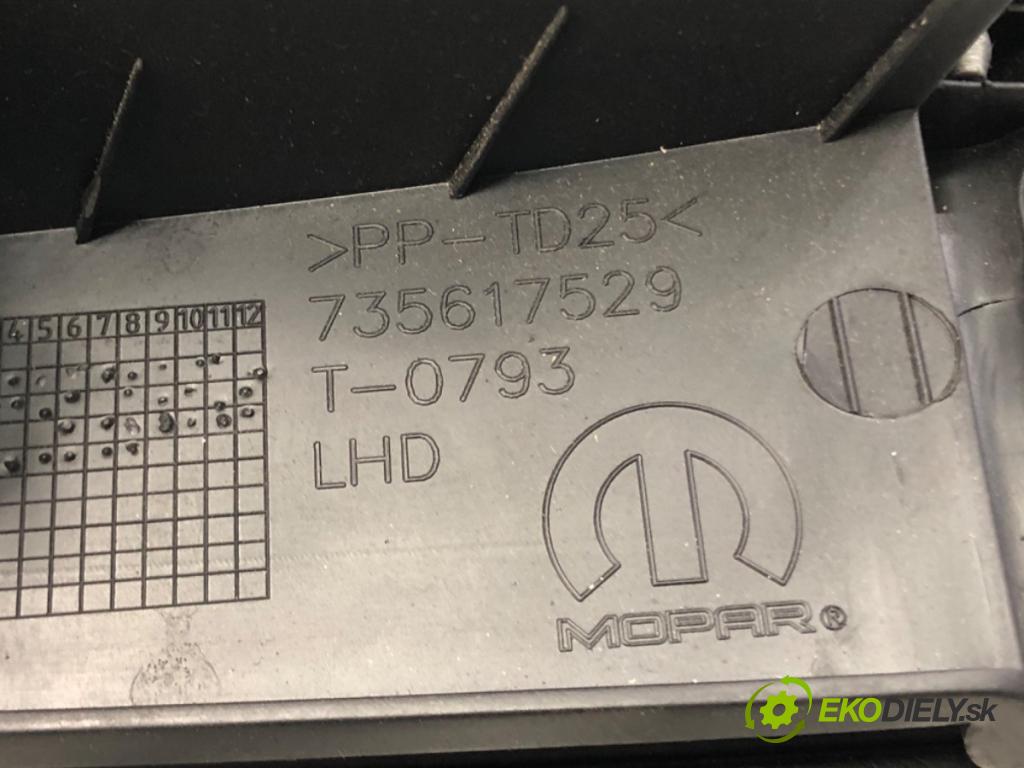 >PP-TD25<
735617529
T-0793
LHD
4 5 6 7 8 9 10 11 12
MOPAR®
EKODIELY.sk